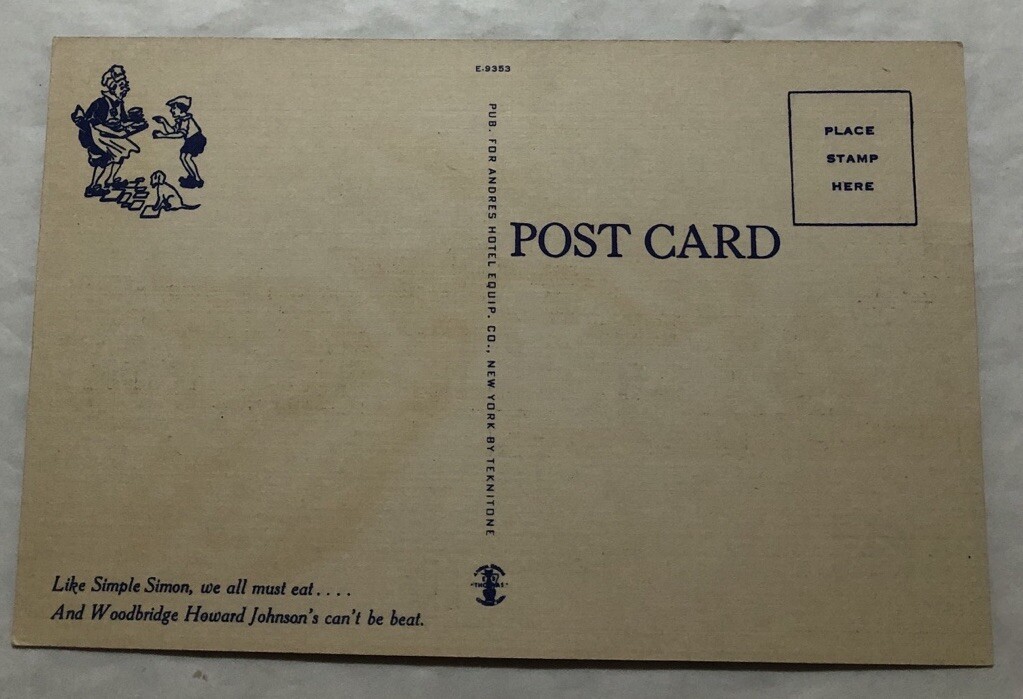 E-9353
PLACE
STAMP
HERE
POST CARD
PUB. FOR ANDRES HOTEL EQUIP. CO., NEW YORK BY TEKNITONE
Like Simple Simon, we all must eat....
And Woodbridge Howard Johnson's can't be beat.